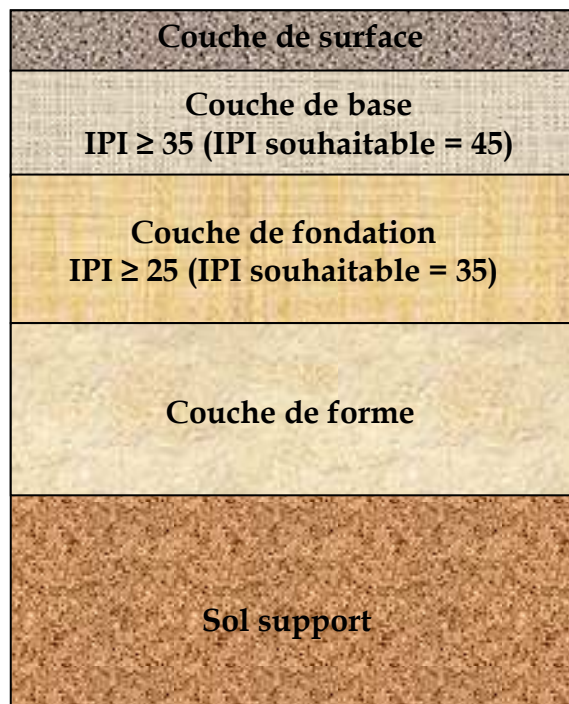 Couche de surface
Couche de base
IPI ≥ 35 (IPI souhaitable = 45)
Couche de fondation
IPI ≥ 25 (IPI souhaitable = 35)
Couche de forme
Sol support